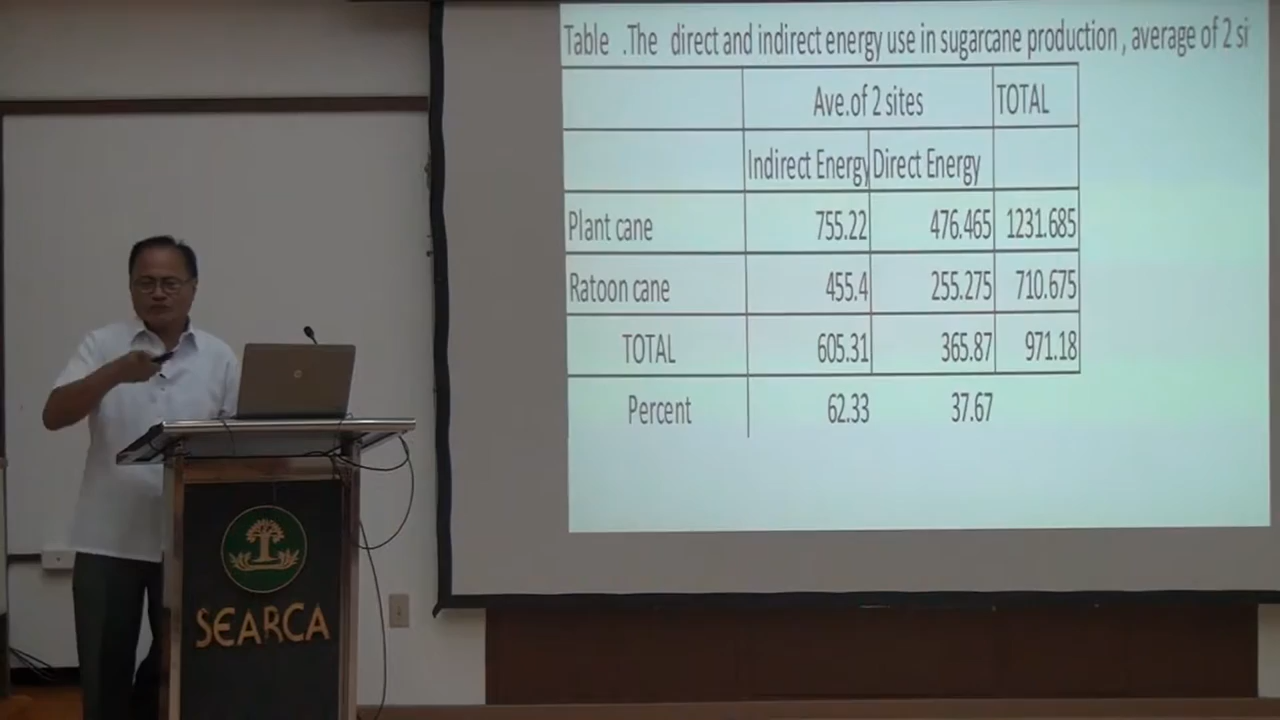 Table .The direct and indirect energy use in sugarcane production , average of 2 si
Ave.of 2 sites TOTAL
Indirect Energy Direct Energy
Plant cane 755.22 476.465 1231.685
Ratoon cane 455.4 255.275 710.675
TOTAL 605.31 365.87 971.18
Percent 62.33 37.67
SEARCA